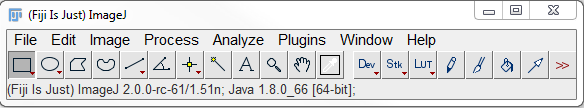 (Fiji Is Just) ImageJ
File Edit Image Process Analyze Plugins Window Help
A Dev Stk LUT >>
(Fiji Is Just) ImageJ 2.0.0-rc-61/1.51n; Java 1.8.0_66 [64-bit];